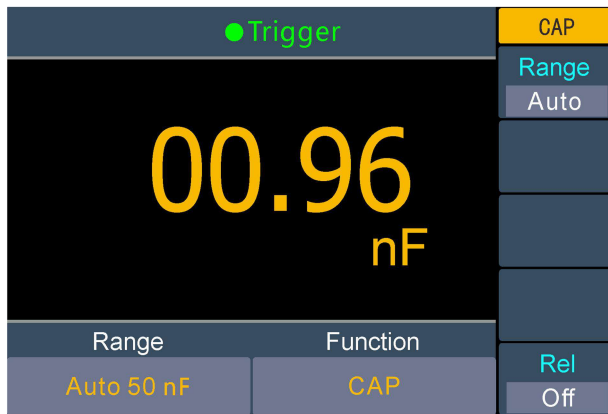 Trigger
00.96
nF
Range
Function
Auto 50 nF
CAP
CAP
Range
Auto
Rel
Off